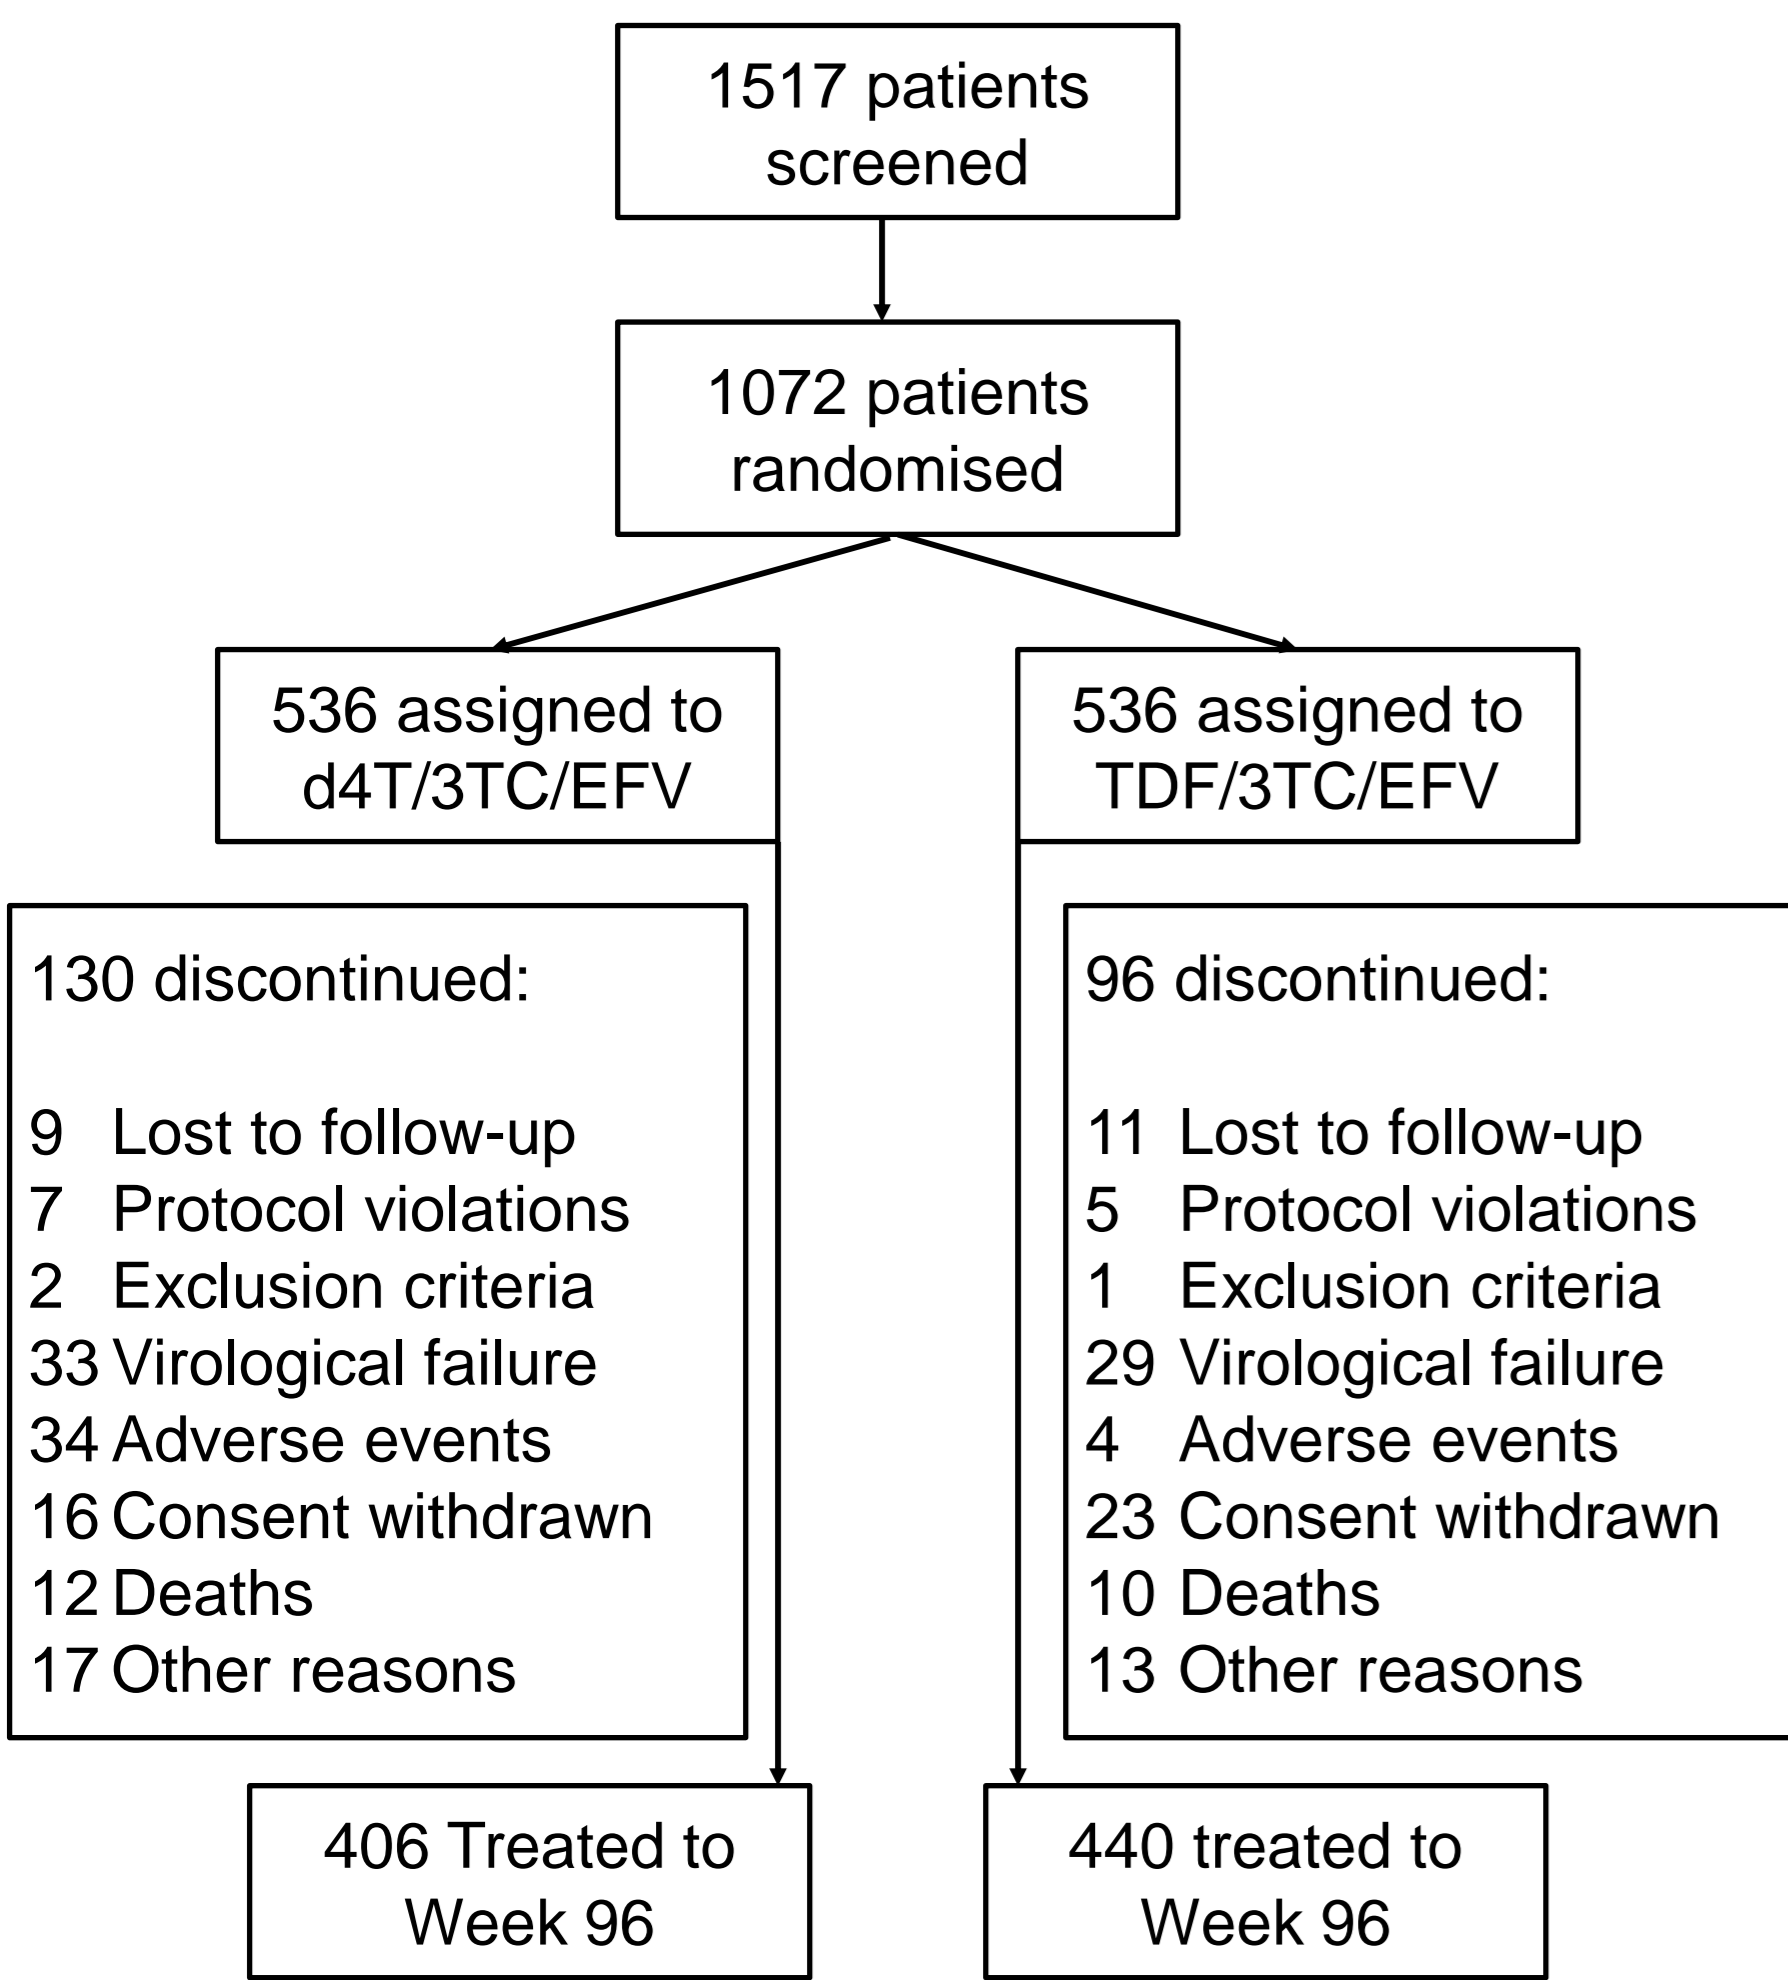 1517 patients
screened
1072 patients
randomised
536 assigned to
d4T/3TC/EFV
536 assigned to
TDF/3TC/EFV
130 discontinued:
9 Lost to follow-up
7 Protocol violations
2 Exclusion criteria
33 Virological failure
34 Adverse events
16 Consent withdrawn
12 Deaths
17 Other reasons
96 discontinued:
11 Lost to follow-up
5 Protocol violations
1 Exclusion criteria
29 Virological failure
4 Adverse events
23 Consent withdrawn
10 Deaths
13 Other reasons
406 Treated to
Week 96
440 treated to
Week 96